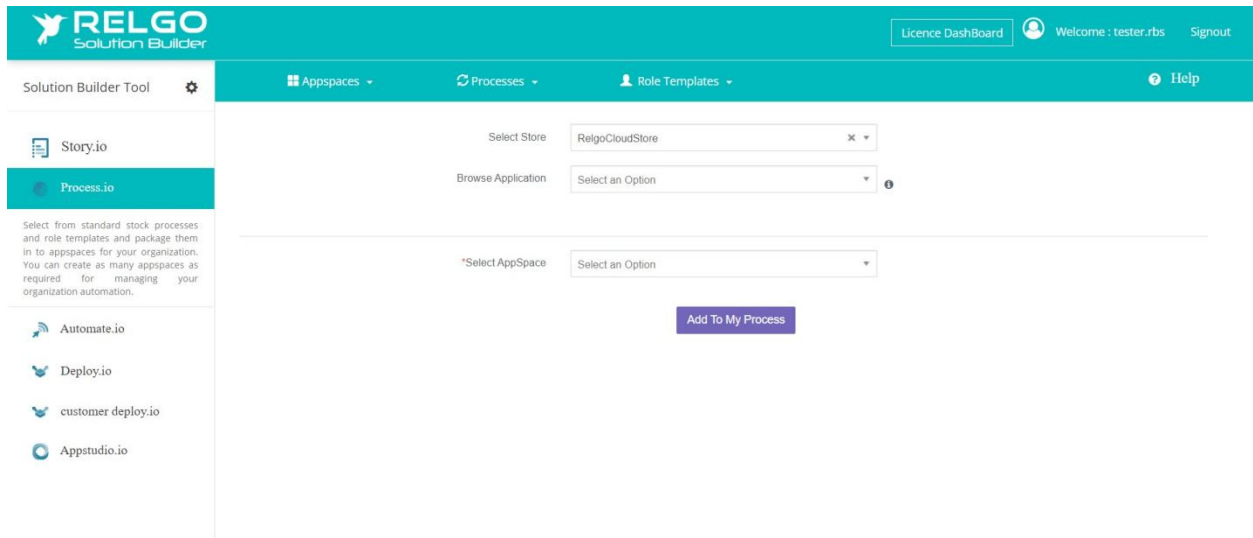 RELGO
Solution Builder
Licence DashBoard
Welcome : tester.rbs
Signout
Solution Builder Tool
Appspaces
Processes
Role Templates
Help
Story.io
Process.io
Select from standard stock processes
and role templates and package them
in to appspaces for your organization.
You can create as many appspaces as
required for managing your
organization automation.
Automate.io
Deploy.io
customer deploy.io
Appstudio.io
Select Store
RelgoCloudStore
Browse Application
Select an Option
*Select AppSpace
Select an Option
Add To My Process